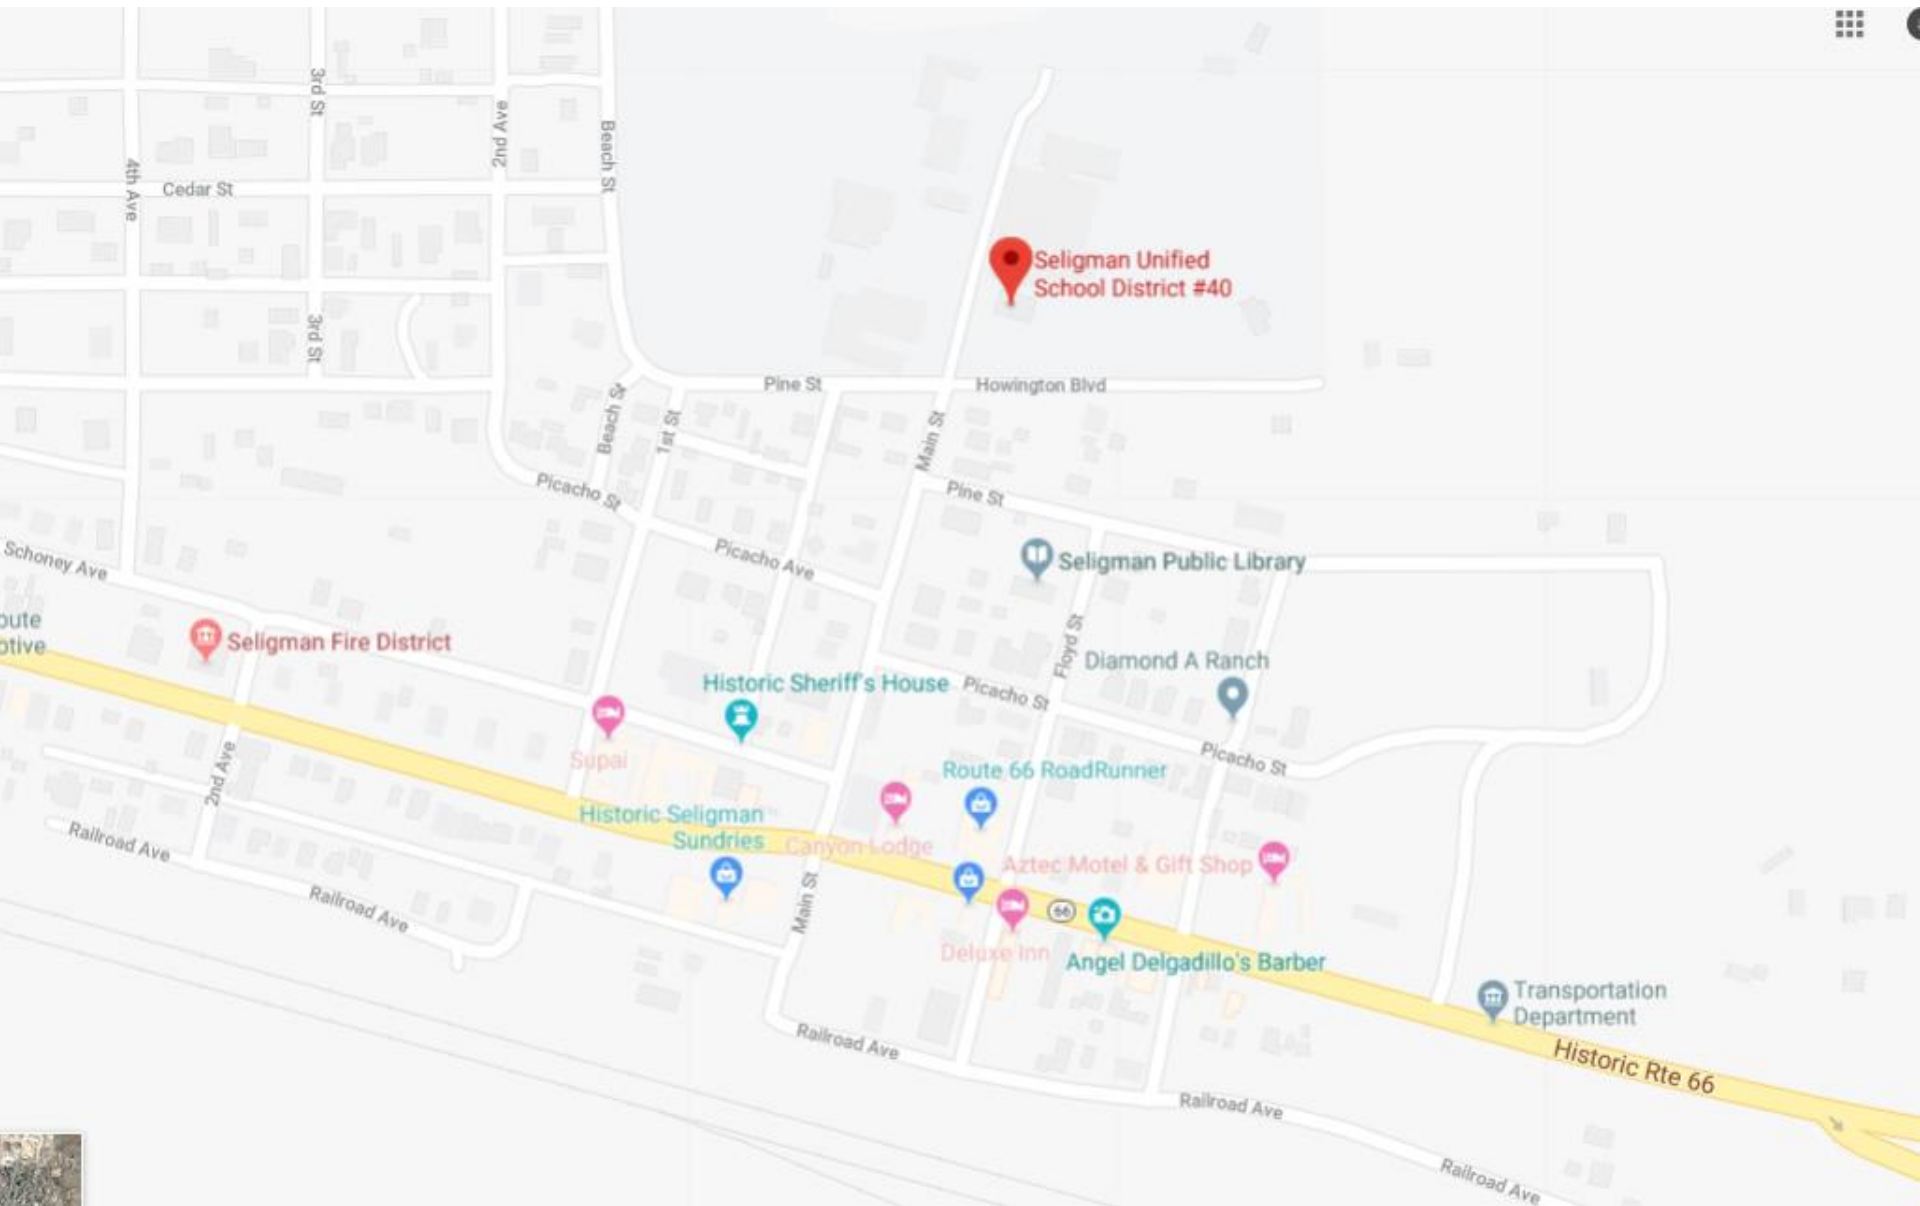 3rd St
2nd Ave
Beach St
4th Ave
Cedar St
Seligman Unified
School District #40
3rd St
Pine St
Howington Blvd
Beach St
1st St
Main St
Picacho St
Pine St
Picacho Ave
Schoney Ave
Seligman Public Library
oute
otive
Seligman Fire District
Floyd St
Diamond A Ranch
Historic Sheriff's House
Picacho St
Supai
Picacho St
Route 66 RoadRunner
2nd Ave
Historic Seligman
Sundries
Canyon Lodge
Railroad Ave
Aztec Motel & Gift Shop
Main St
Railroad Ave
66
Deluxe Inn
Angel Delgadillo's Barber
Transportation
Department
Railroad Ave
Historic Rte 66
Railroad Ave
Railroad Ave